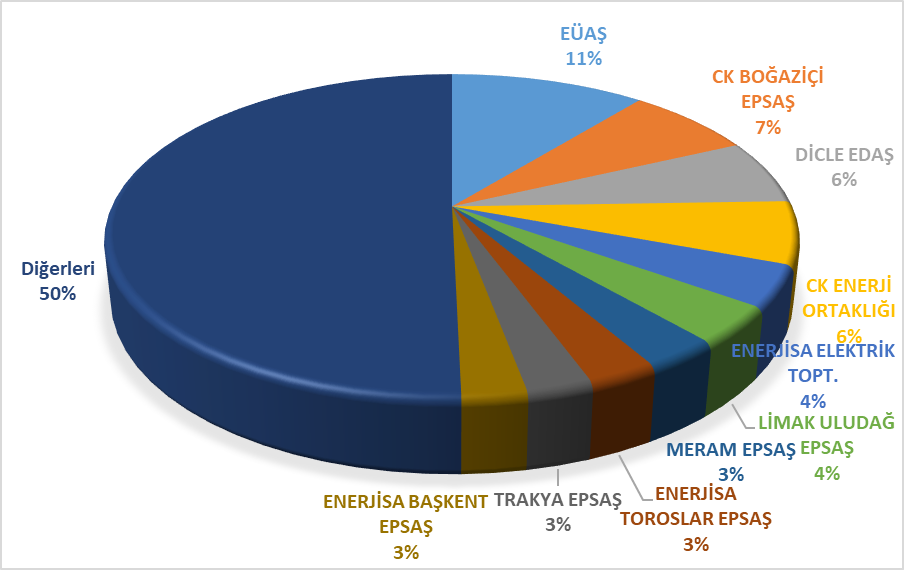 EÜAŞ
11%
CK BOĞAZİÇİ
EPSAŞ
7%
DİCLE EDAŞ
6%
CK ENERJİ
ORTAKLIĞI
6%
ENERJİSA ELEKTRİK
TOPT.
4%
LİMAK ULUDAĞ
EPSAŞ
4%
MERAM EPSAŞ
3%
ENERJİSA
TOROSLAR EPSAŞ
3%
TRAKYA EPSAŞ
3%
ENERJİSA BAŞKENT
EPSAŞ
3%
Diğerleri
50%